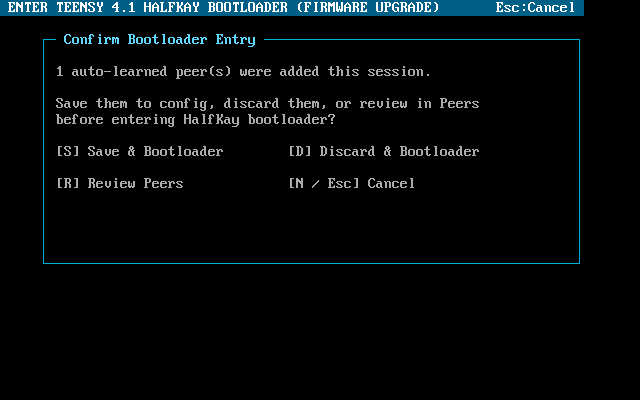 ENTER TEENSY 4.1 HALFKAY BOOTLOADER (FIRMWARE UPGRADE) Esc:Cancel
Confirm Bootloader Entry
1 auto-learned peer(s) were added this session.
Save them to config, discard them, or review in Peers
before entering HalfKay bootloader?
[S] Save & Bootloader [D] Discard & Bootloader
[R] Review Peers [N / Esc] Cancel